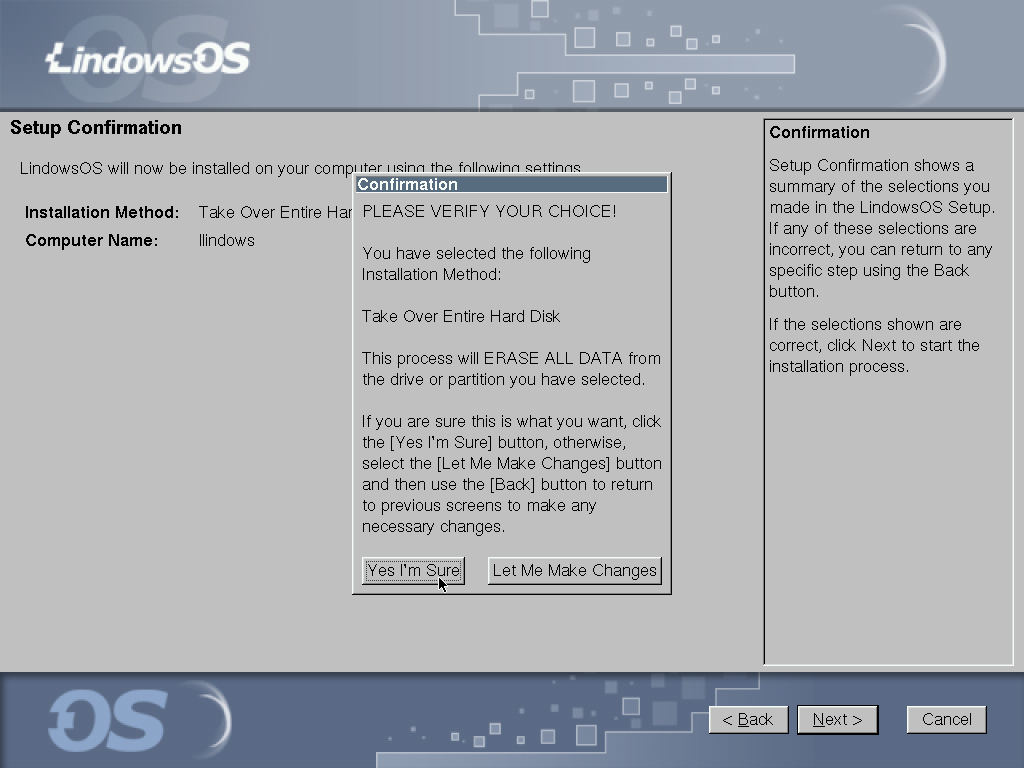 LindowsOS
Setup Confirmation
LindowsOS will now be installed on your computer using the following settings
Installation Method: Take Over Entire Har
Computer Name: llindows
Confirmation
PLEASE VERIFY YOUR CHOICE!
You have selected the following
Installation Method:
Take Over Entire Hard Disk
This process will ERASE ALL DATA from
the drive or partition you have selected.
If you are sure this is what you want, click
the [Yes I'm Sure] button, otherwise,
select the [Let Me Make Changes] button
and then use the [Back] button to return
to previous screens to make any
necessary changes.
Yes I'm Sure
Let Me Make Changes
Confirmation
Setup Confirmation shows a
summary of the selections you
made in the LindowsOS Setup.
If any of these selections are
incorrect, you can return to any
specific step using the Back
button.
If the selections shown are
correct, click Next to start the
installation process.
OS
< Back
Next >
Cancel